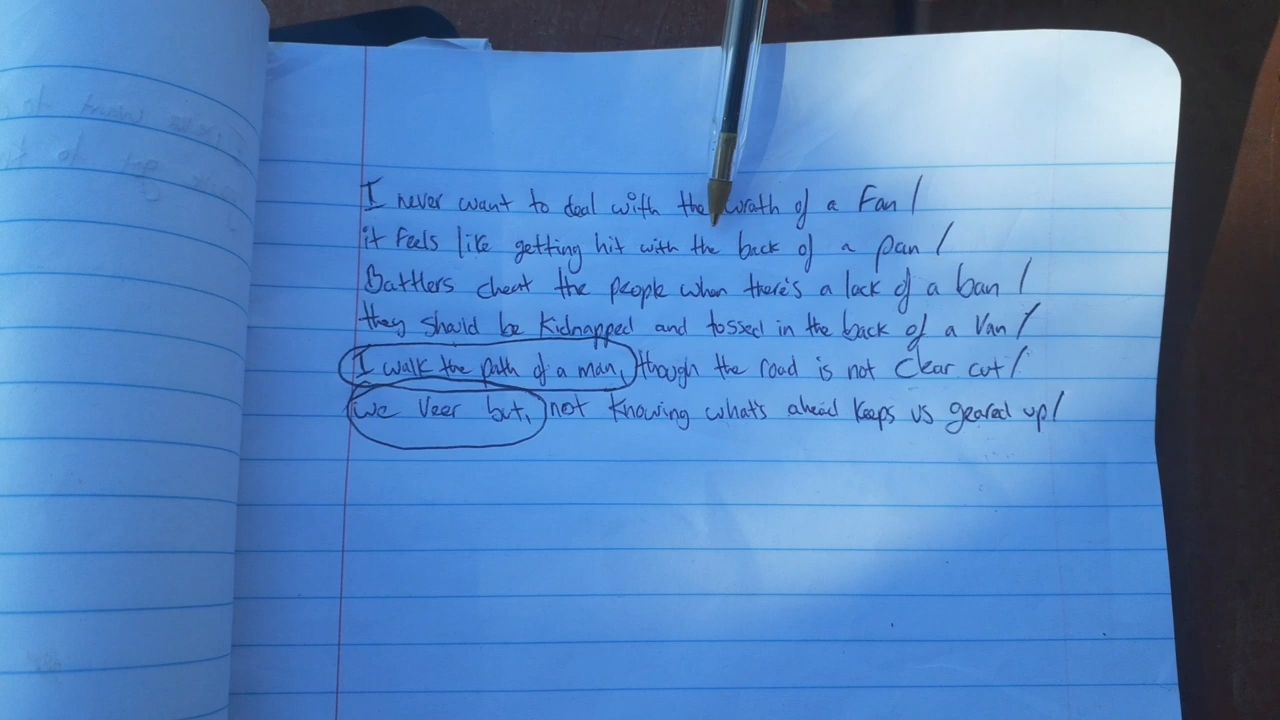 I never want to deal with the wrath of a Fan /
it Feels like getting hit with the back of a pan /
Battlers cheat the people when there's a lack of a ban /
they should be kidnapped and tossed in the back of a Van /
I walk the path of a man, though the road is not clear cut /
we veer but, not knowing what's ahead keeps us geared up /